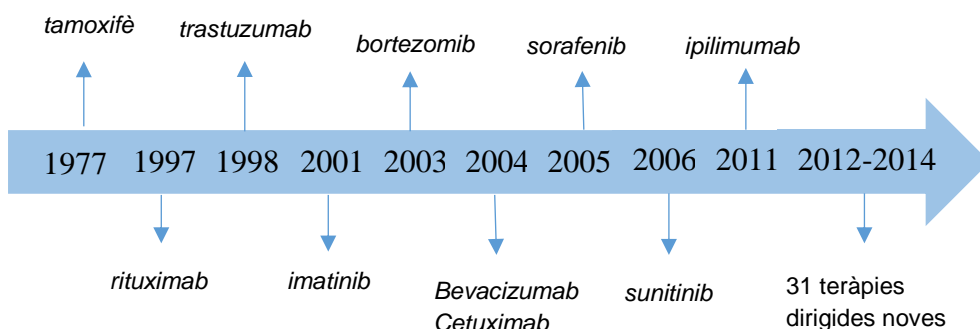 tamoxifè
trastuzumab
bortezomib
sorafenib
ipilimumab
1977 1997 1998 2001 2003 2004 2005 2006 2011 2012-2014
rituximab
imatinib
Bevacizumab
Cetuximab
sunitinib
31 teràpies
dirigides noves